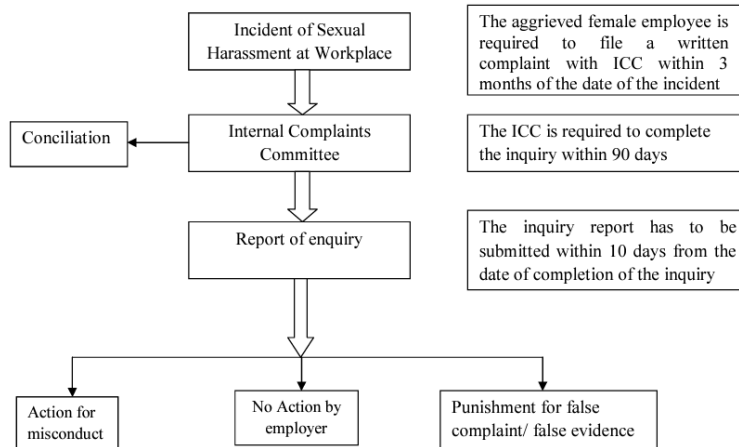 Incident of Sexual
Harassment at Workplace
The aggrieved female employee is
required to file a written
complaint with ICC within 3
months of the date of the incident
Conciliation
Internal Complaints
Committee
The ICC is required to complete
the inquiry within 90 days
Report of enquiry
The inquiry report has to be
submitted within 10 days from the
date of completion of the inquiry
Action for
misconduct
No Action by
employer
Punishment for false
complaint/ false evidence